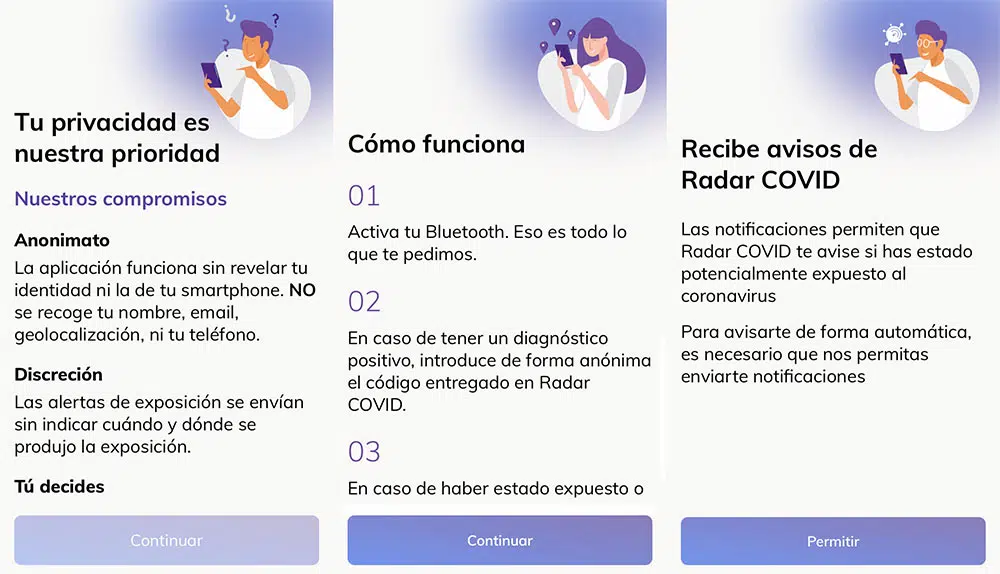 ¿
?
?
Tu privacidad es
nuestra prioridad
Nuestros compromisos
Anonimato
La aplicación funciona sin revelar tu
identidad ni la de tu smartphone. NO
se recoge tu nombre, email,
geolocalización, ni tu teléfono.
Discreción
Las alertas de exposición se envían
sin indicar cuándo y dónde se
produjo la exposición.
Tú decides
Continuar
Cómo funciona
01
Activa tu Bluetooth. Eso es todo lo
que te pedimos.
02
En caso de tener un diagnóstico
positivo, introduce de forma anónima
el código entregado en Radar
COVID.
03
En caso de haber estado expuesto o
Continuar
Recibe avisos de
Radar COVID
Las notificaciones permiten que
Radar COVID te avise si has estado
potencialmente expuesto al
coronavirus
Para avisarte de forma automática,
es necesario que nos permitas
enviarte notificaciones
Permitir